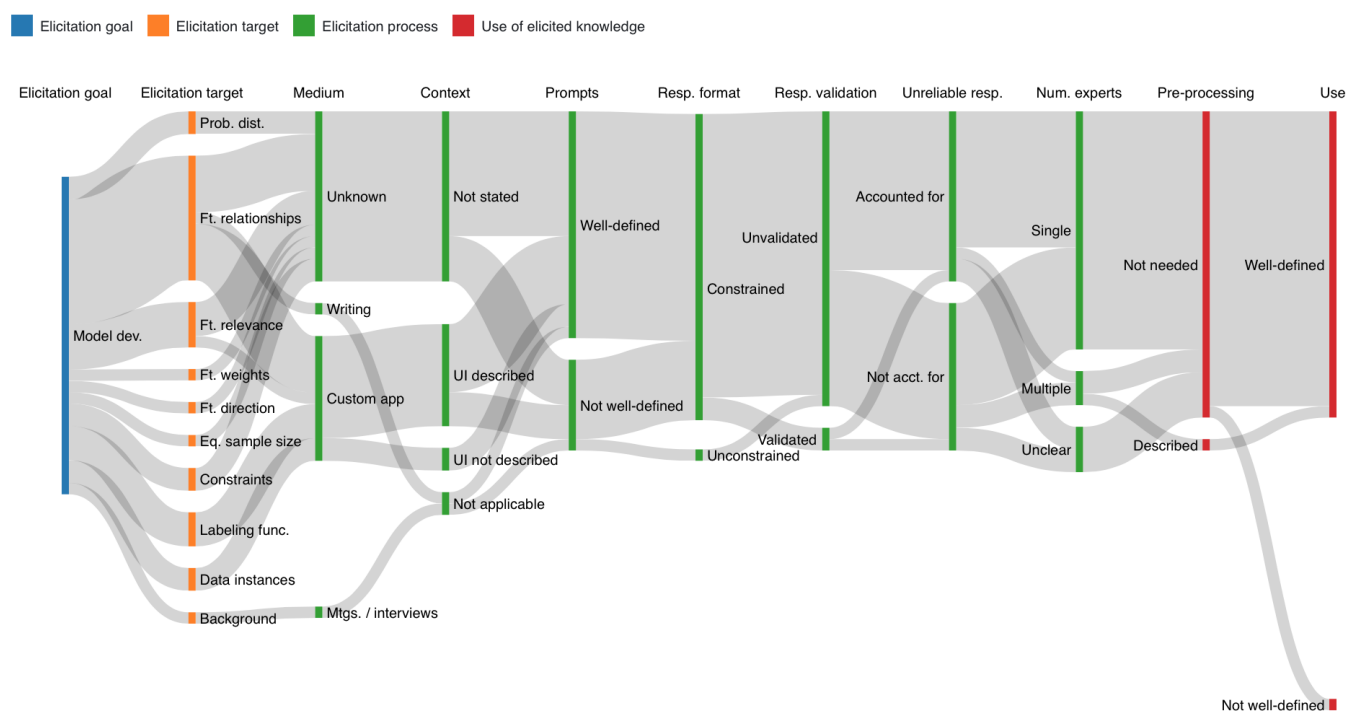 Elicitation goal
Elicitation target
Elicitation process
Use of elicited knowledge
Elicitation goal
Elicitation target
Medium
Context
Prompts
Resp. format
Resp. validation
Unreliable resp.
Num. experts
Pre-processing
Use
Model dev.
Prob. dist.
Ft. relationships
Ft. relevance
Ft. weights
Ft. direction
Eq. sample size
Constraints
Labeling func.
Data instances
Background
Unknown
Writing
Custom app
Mtgs. / interviews
Not stated
UI described
UI not described
Not applicable
Well-defined
Not well-defined
Constrained
Unconstrained
Unvalidated
Validated
Accounted for
Not acct. for
Single
Multiple
Unclear
Not needed
Described
Well-defined
Not well-defined